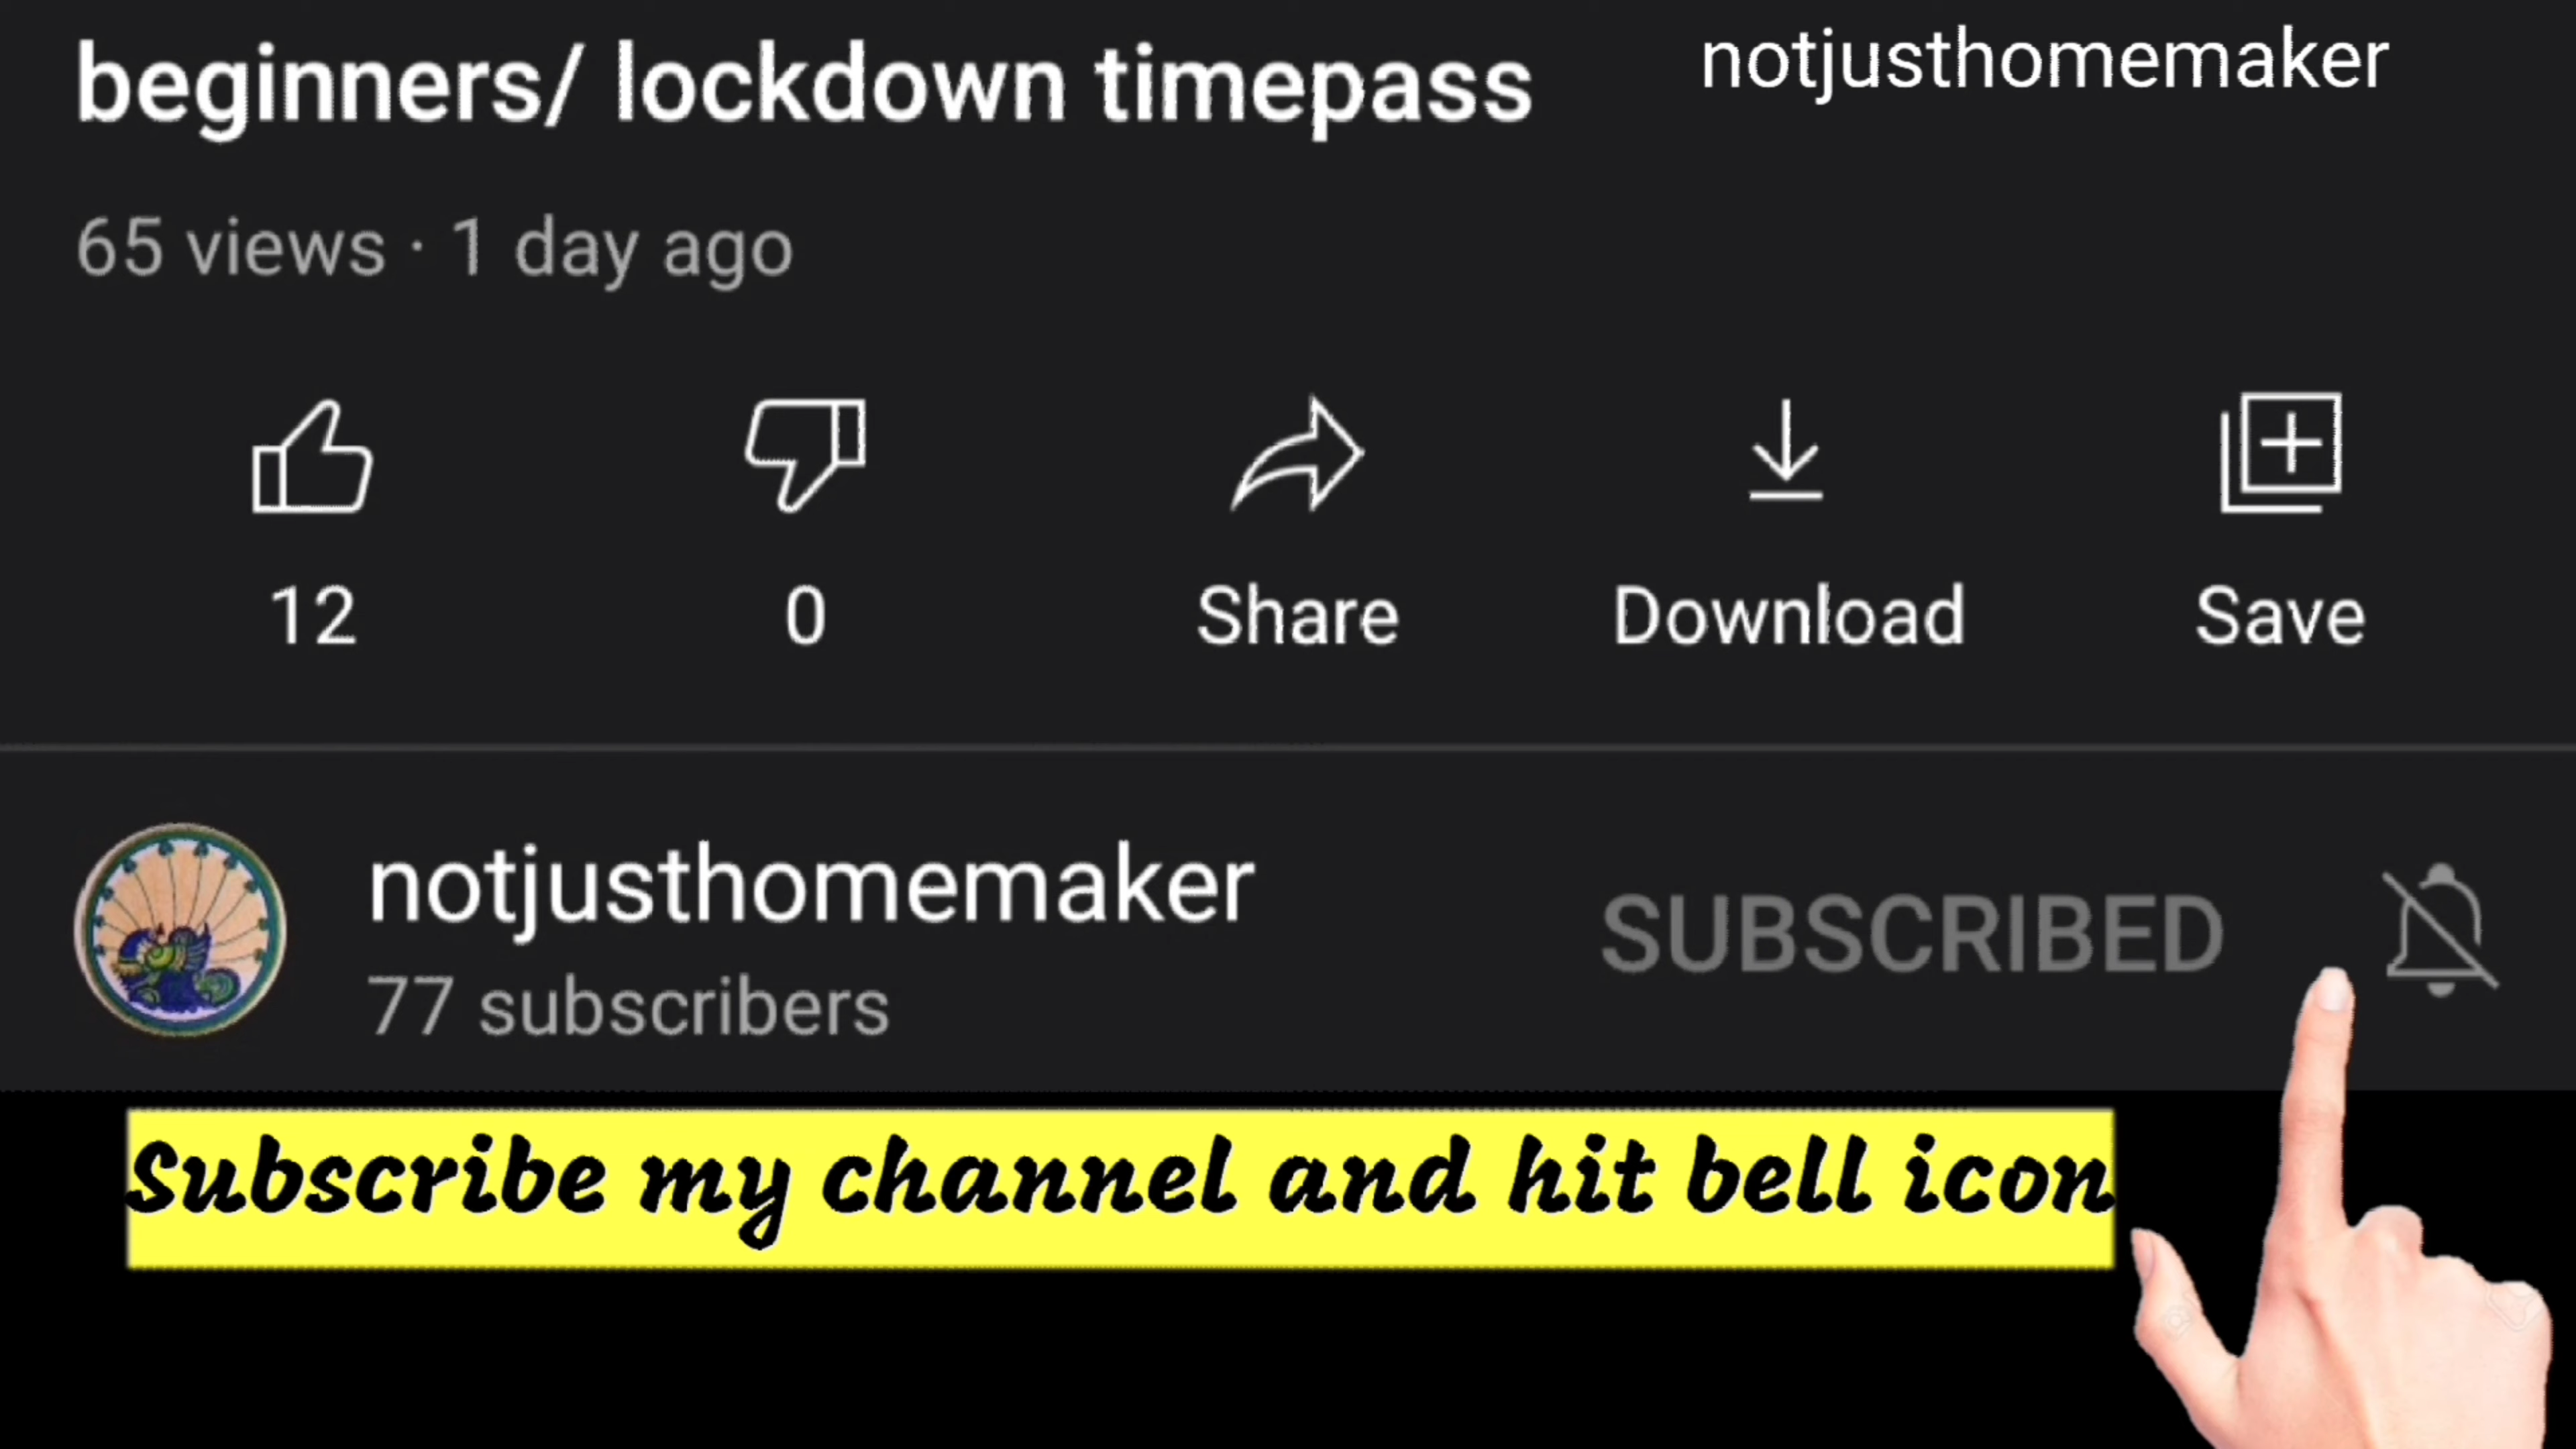 beginners/ lockdown timepass
notjusthomemaker
65 views · 1 day ago
12
0
Share
Download
Save
notjusthomemaker
SUBSCRIBED
77 subscribers
Subscribe my channel and hit bell icon